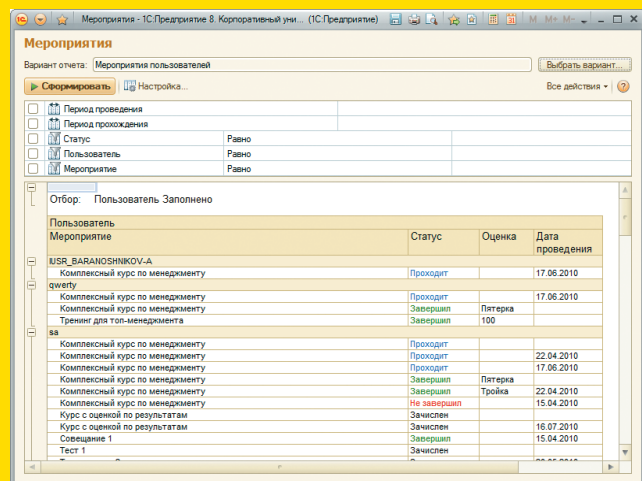 Мероприятия - 1С:Предприятие 8. Корпоративный уни... (1С:Предприятие) M M+ M-
Мероприятия
Вариант отчета: Мероприятия пользователей Выбрать вариант...
Сформировать Настройка... Все действия
Период проведения
Период прохождения
Статус Равно
Пользователь Равно
Мероприятие Равно
Отбор: Пользователь Заполнено
Пользователь
Мероприятие Статус Оценка Дата
проведения
IUSR_BARANOSHNIKOV-A
Комплексный курс по менеджменту Проходит 17.06.2010
qwerty
Комплексный курс по менеджменту Проходит 17.06.2010
Комплексный курс по менеджменту Завершил Пятерка
Тренинг для топ-менеджмента Завершил 100
sa
Комплексный курс по менеджменту Проходит
Комплексный курс по менеджменту Проходит 22.04.2010
Комплексный курс по менеджменту Проходит 17.06.2010
Комплексный курс по менеджменту Завершил Пятерка
Комплексный курс по менеджменту Завершил Тройка 22.04.2010
Комплексный курс по менеджменту Не завершил 15.04.2010
Курс с оценкой по результатам Зачислен
Курс с оценкой по результатам Зачислен 16.07.2010
Совещание 1 Завершил 15.04.2010
Тест 1 Зачислен